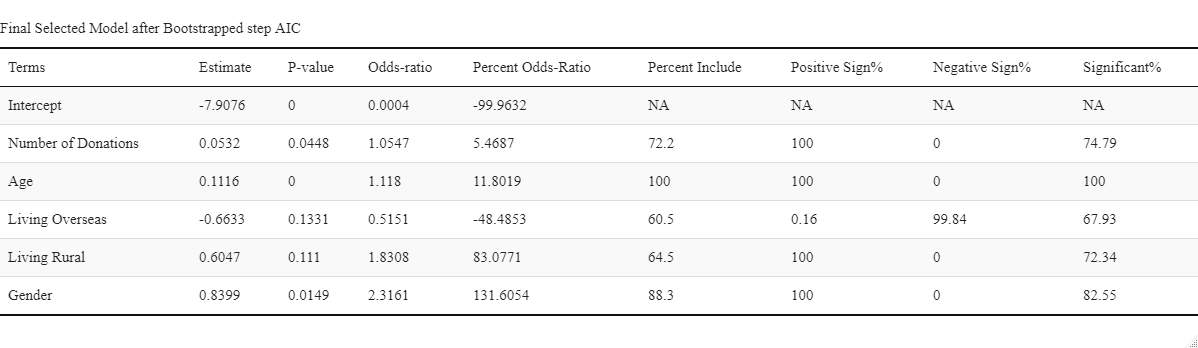 Final Selected Model after Bootstrapped step AIC
Terms Estimate P-value Odds-ratio Percent Odds-Ratio Percent Include Positive Sign% Negative Sign% Significant%
Intercept -7.9076 0 0.0004 -99.9632 NA NA NA NA
Number of Donations 0.0532 0.0448 1.0547 5.4687 72.2 100 0 74.79
Age 0.1116 0 1.118 11.8019 100 100 0 100
Living Overseas -0.6633 0.1331 0.5151 -48.4853 60.5 0.16 99.84 67.93
Living Rural 0.6047 0.111 1.8308 83.0771 64.5 100 0 72.34
Gender 0.8399 0.0149 2.3161 131.6054 88.3 100 0 82.55